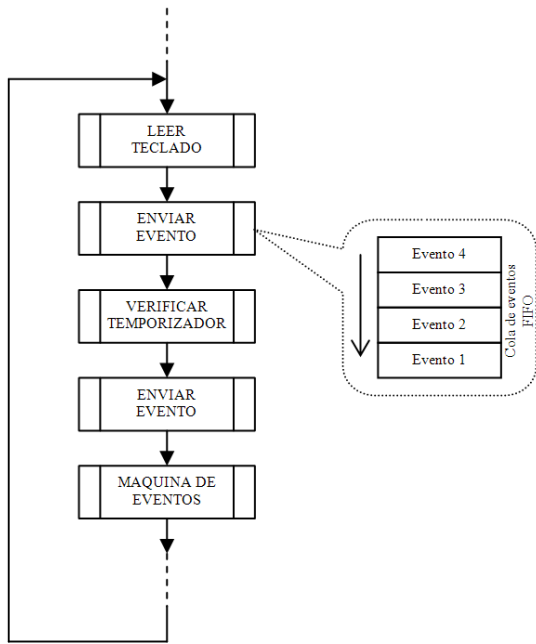 LEER
TECLADO
ENVIAR
EVENTO
VERIFICAR
TEMPORIZADOR
ENVIAR
EVENTO
MAQUINA DE
EVENTOS
Evento 4
Evento 3
Evento 2
Evento 1
Cola de eventos
FIFO